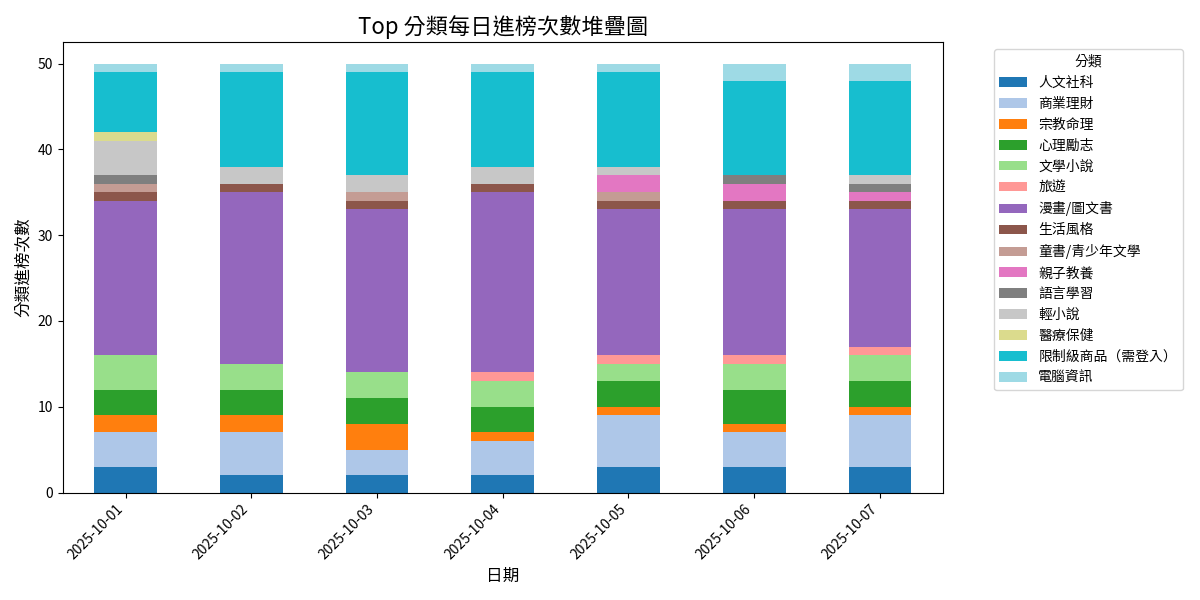 Top 分類每日進榜次數堆疊圖
分類進榜次數
50
40
30
20
10
0
2025-10-01
2025-10-02
2025-10-03
2025-10-04
2025-10-05
2025-10-06
2025-10-07
日期
分類
人文社科
商業理財
宗教命理
心理勵志
文學小說
旅遊
漫畫/圖文書
生活風格
童書/青少年文學
親子教養
語言學習
輕小說
醫療保健
限制級商品（需登入）
電腦資訊